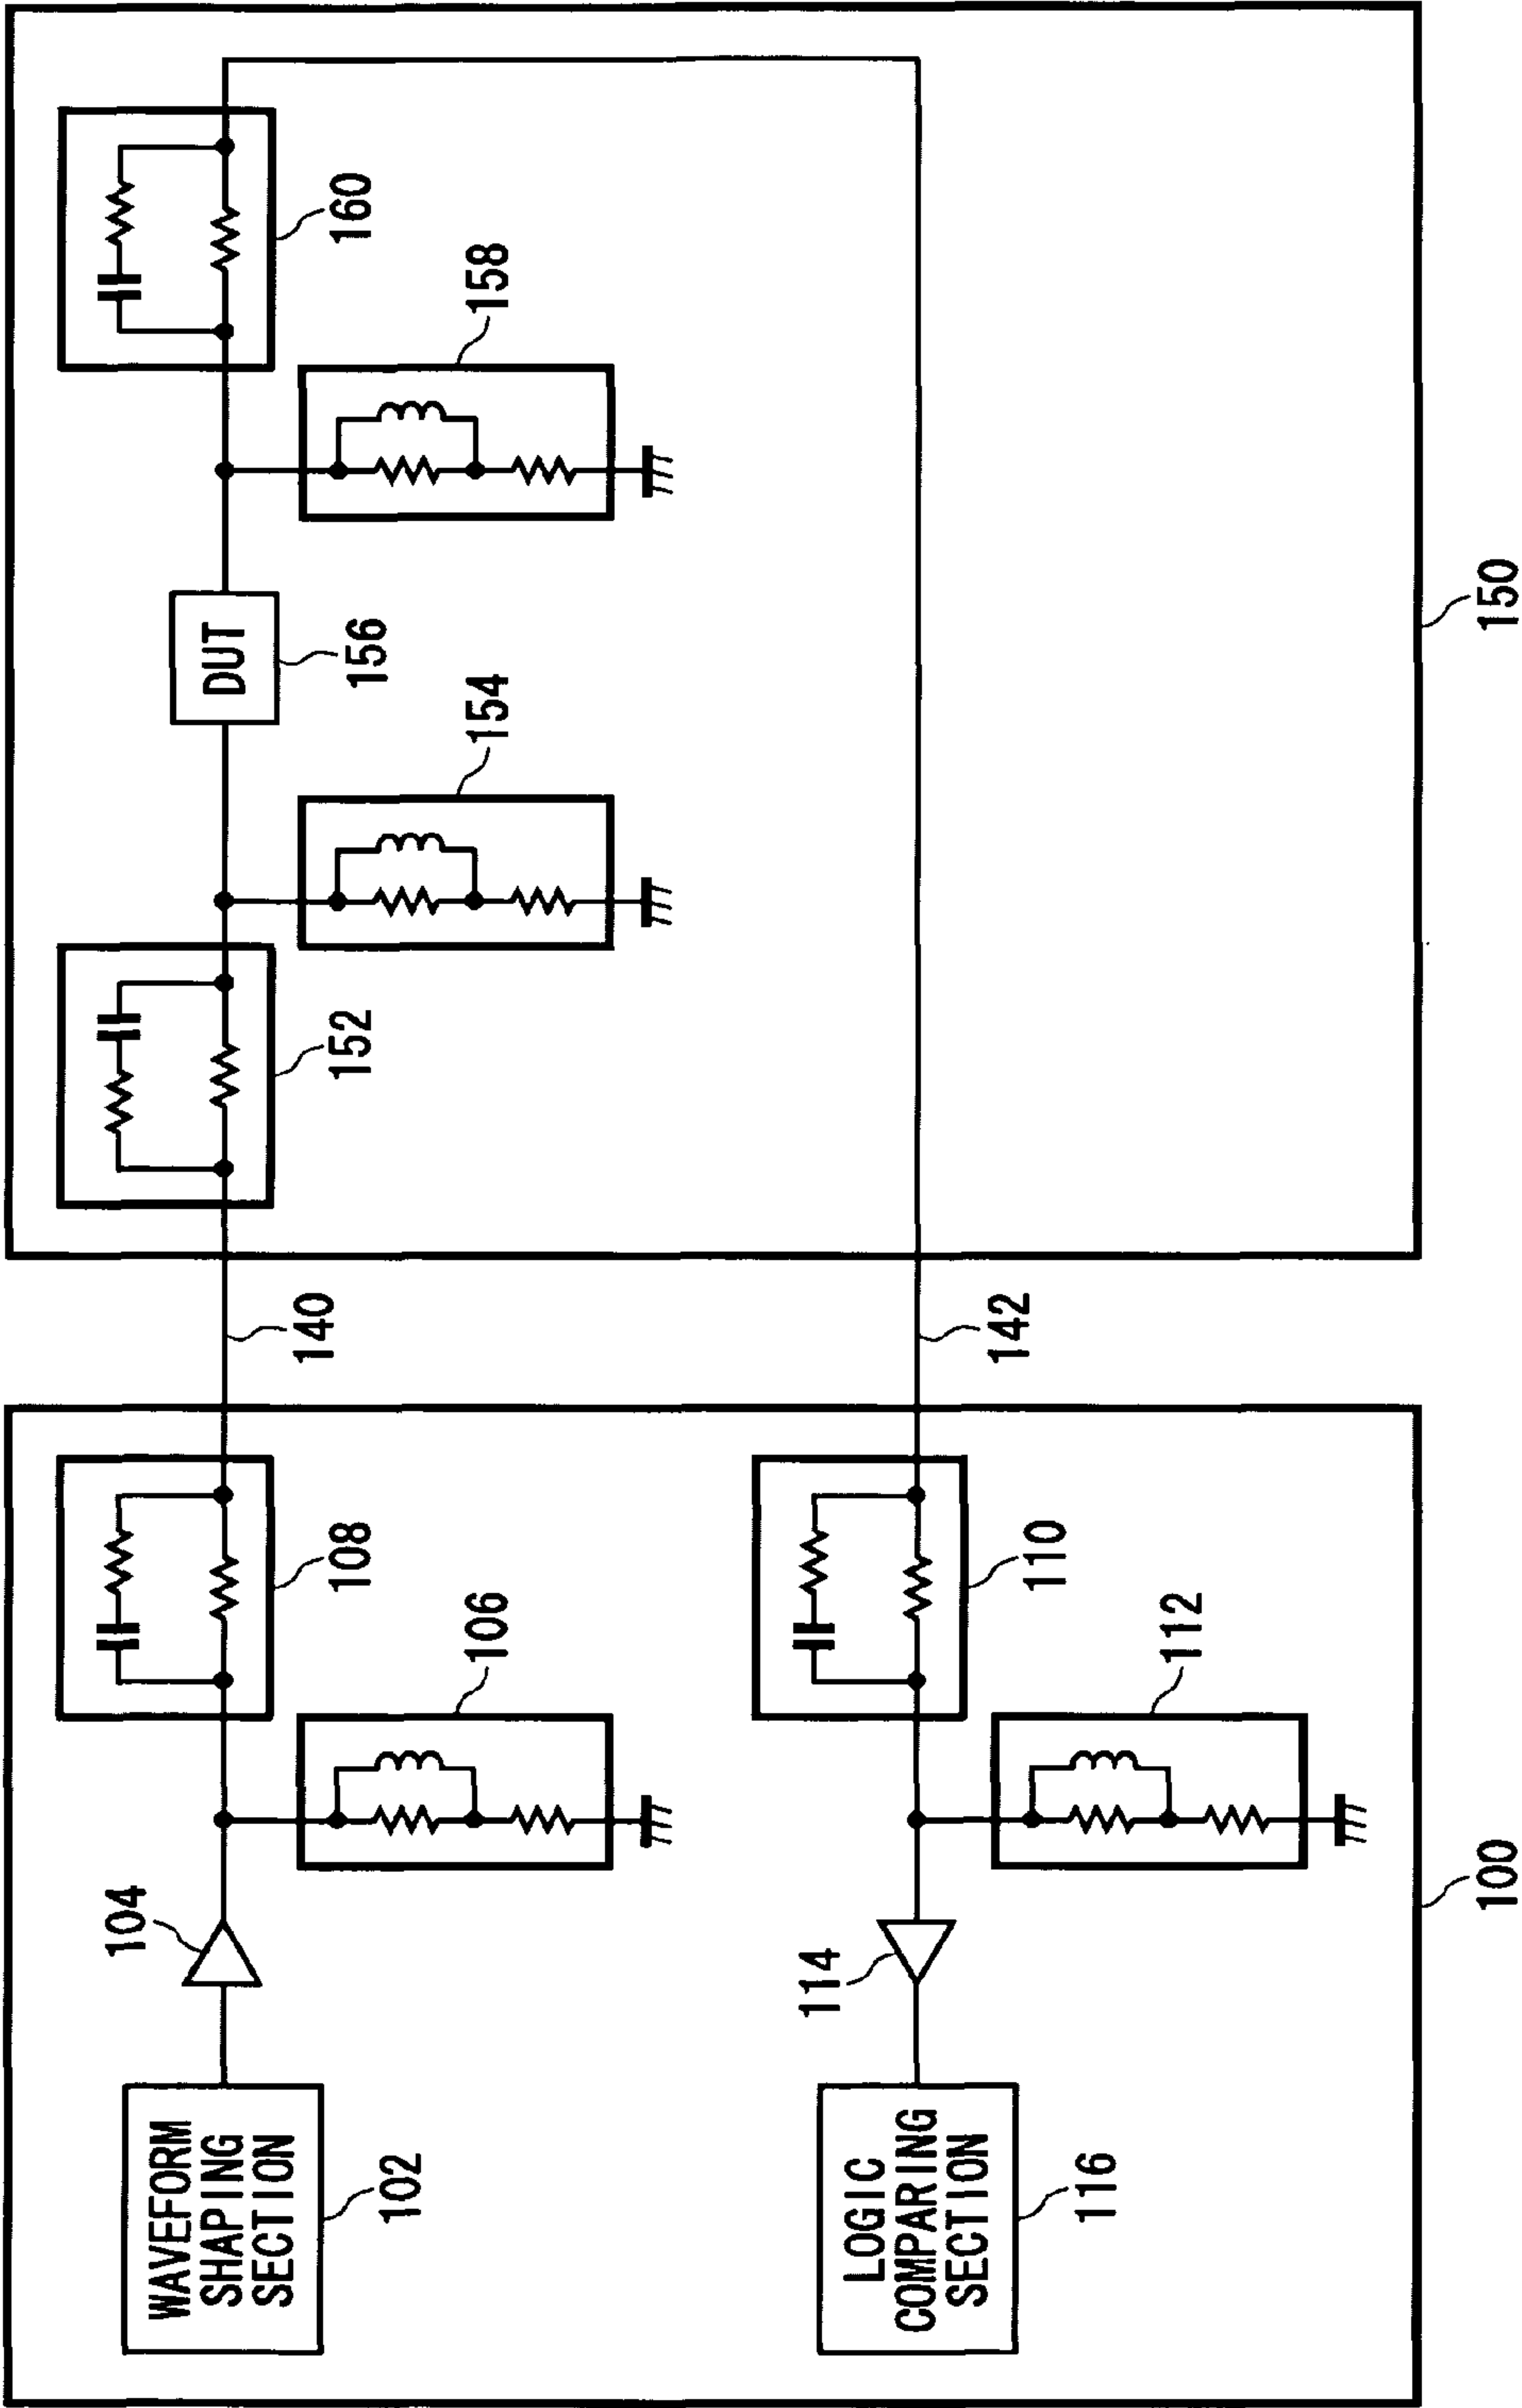 160
158
DUT
156
154
152
150
140
142
108
106
110
112
104
114
100
WAVEFORM
SHAPING
SECTION
102
LOGIC
COMPARING
SECTION
116